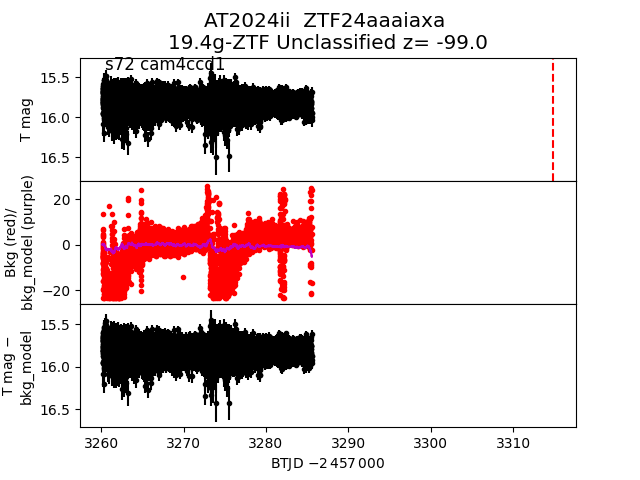 AT2024ii  ZTF24aaaiaxa
19.4g-ZTF Unclassified z= -99.0
s72 cam4ccd1
15.5
16.0
16.5
T mag
20
0
−20
Bkg (red)/
bkg_model (purple)
15.5
16.0
16.5
T mag −
bkg_model
3260 3270 3280 3290 3300 3310
BTJD −2 457 000